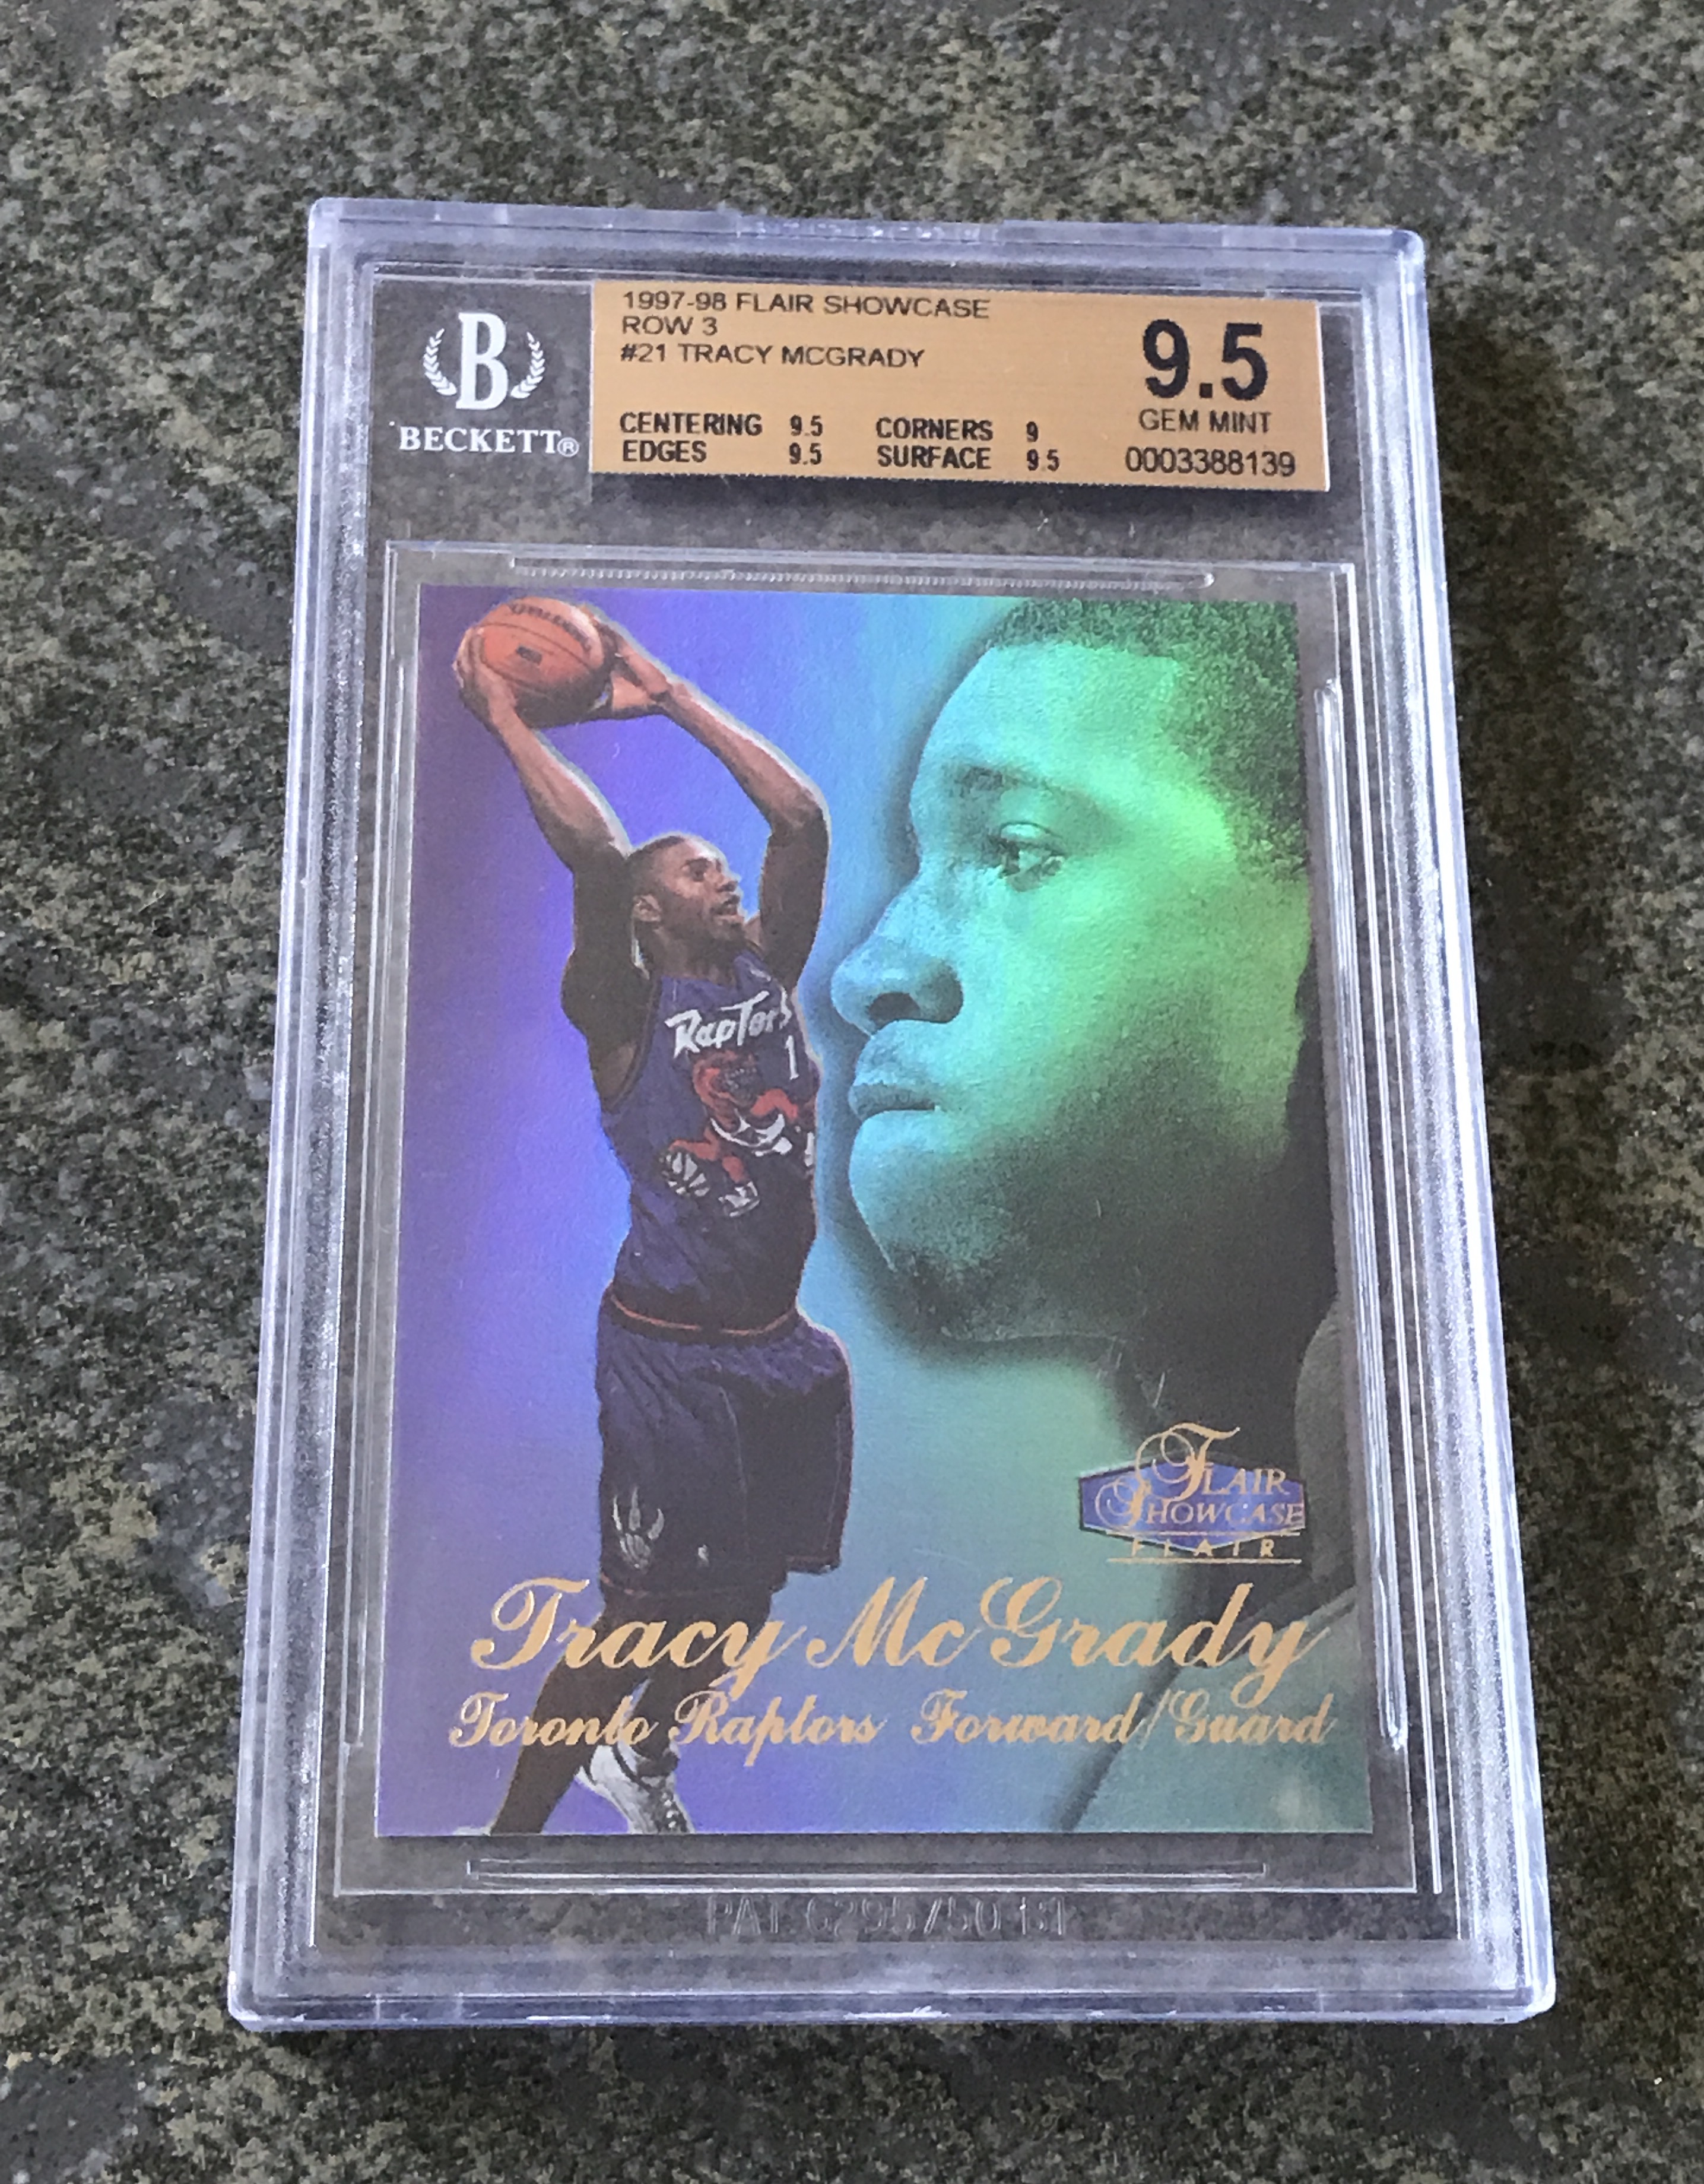 1997-98 FLAIR SHOWCASE
ROW 3
#21 TRACY MCGRADY
9.5
GEM MINT
0003388139
CENTERING 9.5 CORNERS 9
EDGES 9.5 SURFACE 9.5
B
BECKETT®
Raptors
1
FLAIR
SHOWCASE
FLAIR
Tracy McGrady
Toronto Raptors Forward/Guard